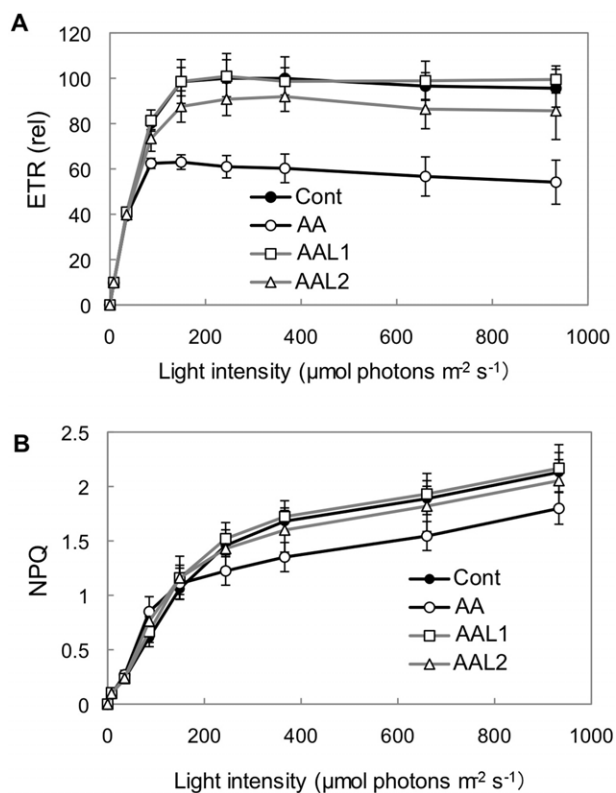 A
120
100
80
60
40
20
0
ETR (rel)
Cont
AA
AAL1
AAL2
0 200 400 600 800 1000
Light intensity (μmol photons m⁻² s⁻¹)
B
2.5
2
1.5
1
0.5
0
NPQ
Cont
AA
AAL1
AAL2
0 200 400 600 800 1000
Light intensity (μmol photons m⁻² s⁻¹)